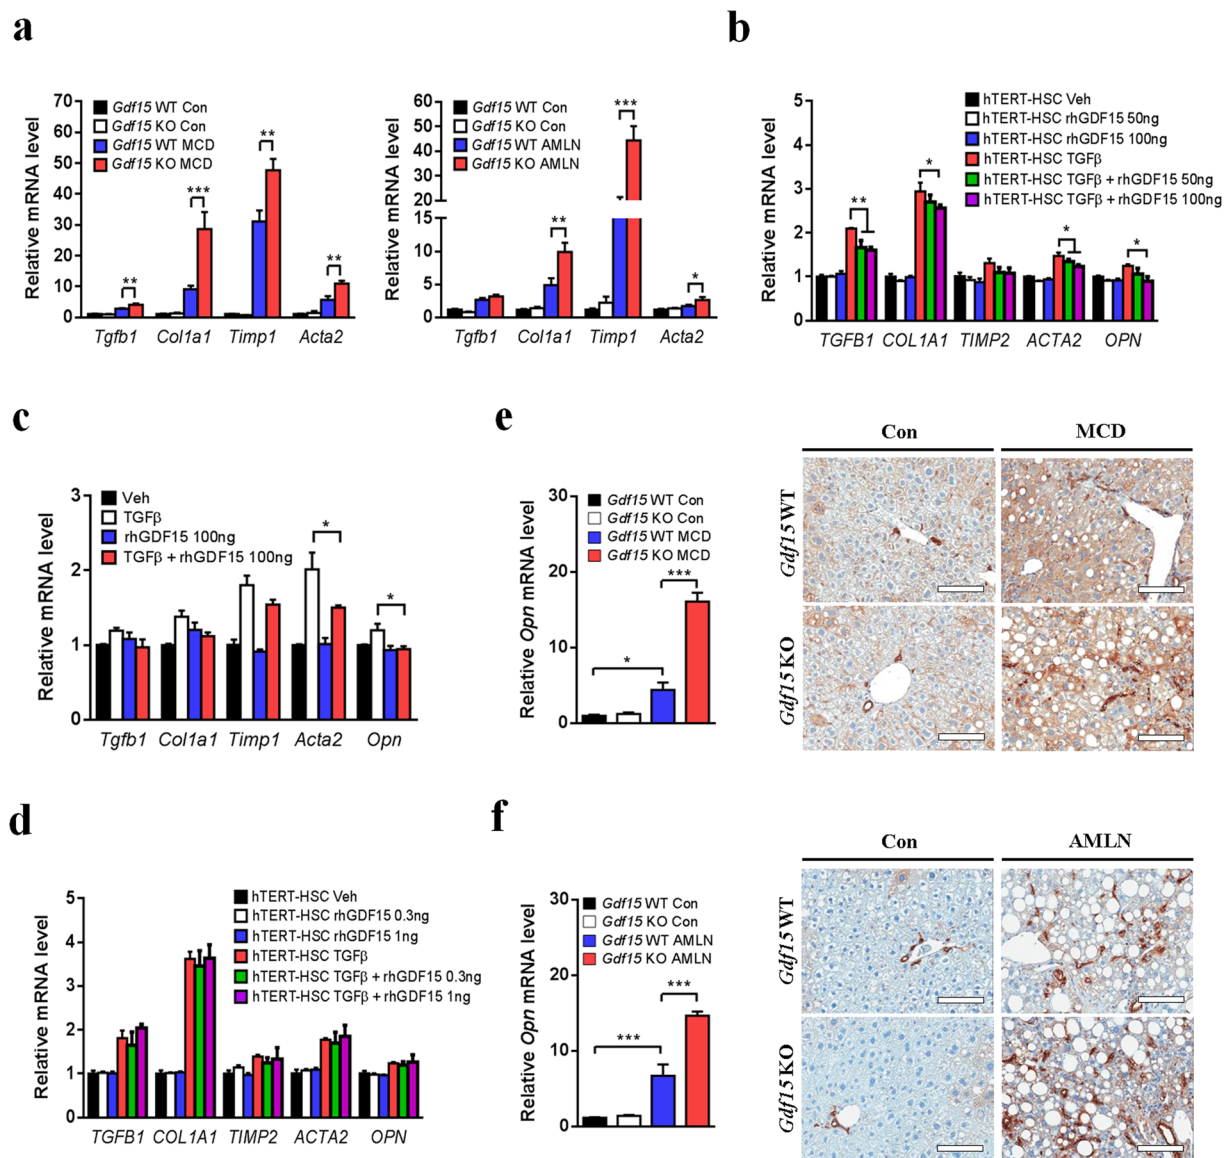 a
Relative mRNA level
70
60
50
40
30
20
10
0
Gdf15 WT Con
Gdf15 KO Con
Gdf15 WT MCD
Gdf15 KO MCD
**
***
**
**
Tgfb1 Col1a1 Timp1 Acta2
Relative mRNA level
60
50
40
30
20
15
10
5
0
Gdf15 WT Con
Gdf15 KO Con
Gdf15 WT AMLN
Gdf15 KO AMLN
**
***
*
Tgfb1 Col1a1 Timp1 Acta2
b
Relative mRNA level
5
4
3
2
1
0
hTERT-HSC Veh
hTERT-HSC rhGDF15 50ng
hTERT-HSC rhGDF15 100ng
hTERT-HSC TGFβ
hTERT-HSC TGFβ + rhGDF15 50ng
hTERT-HSC TGFβ + rhGDF15 100ng
**
*
*
*
TGFB1 COL1A1 TIMP2 ACTA2 OPN
c
Relative mRNA level
3
2
1
0
Veh
TGFβ
rhGDF15 100ng
TGFβ + rhGDF15 100ng
*
*
Tgfb1 Col1a1 Timp1 Acta2 Opn
e
Relative Opn mRNA level
30
20
10
0
Gdf15 WT Con
Gdf15 KO Con
Gdf15 WT MCD
Gdf15 KO MCD
***
*
Con MCD
Gdf15 WT
Gdf15 KO
d
Relative mRNA level
5
4
3
2
1
0
hTERT-HSC Veh
hTERT-HSC rhGDF15 0.3ng
hTERT-HSC rhGDF15 1ng
hTERT-HSC TGFβ
hTERT-HSC TGFβ + rhGDF15 0.3ng
hTERT-HSC TGFβ + rhGDF15 1ng
TGFB1 COL1A1 TIMP2 ACTA2 OPN
f
Relative Opn mRNA level
30
20
10
0
Gdf15 WT Con
Gdf15 KO Con
Gdf15 WT AMLN
Gdf15 KO AMLN
***
***
Con AMLN
Gdf15 WT
Gdf15 KO